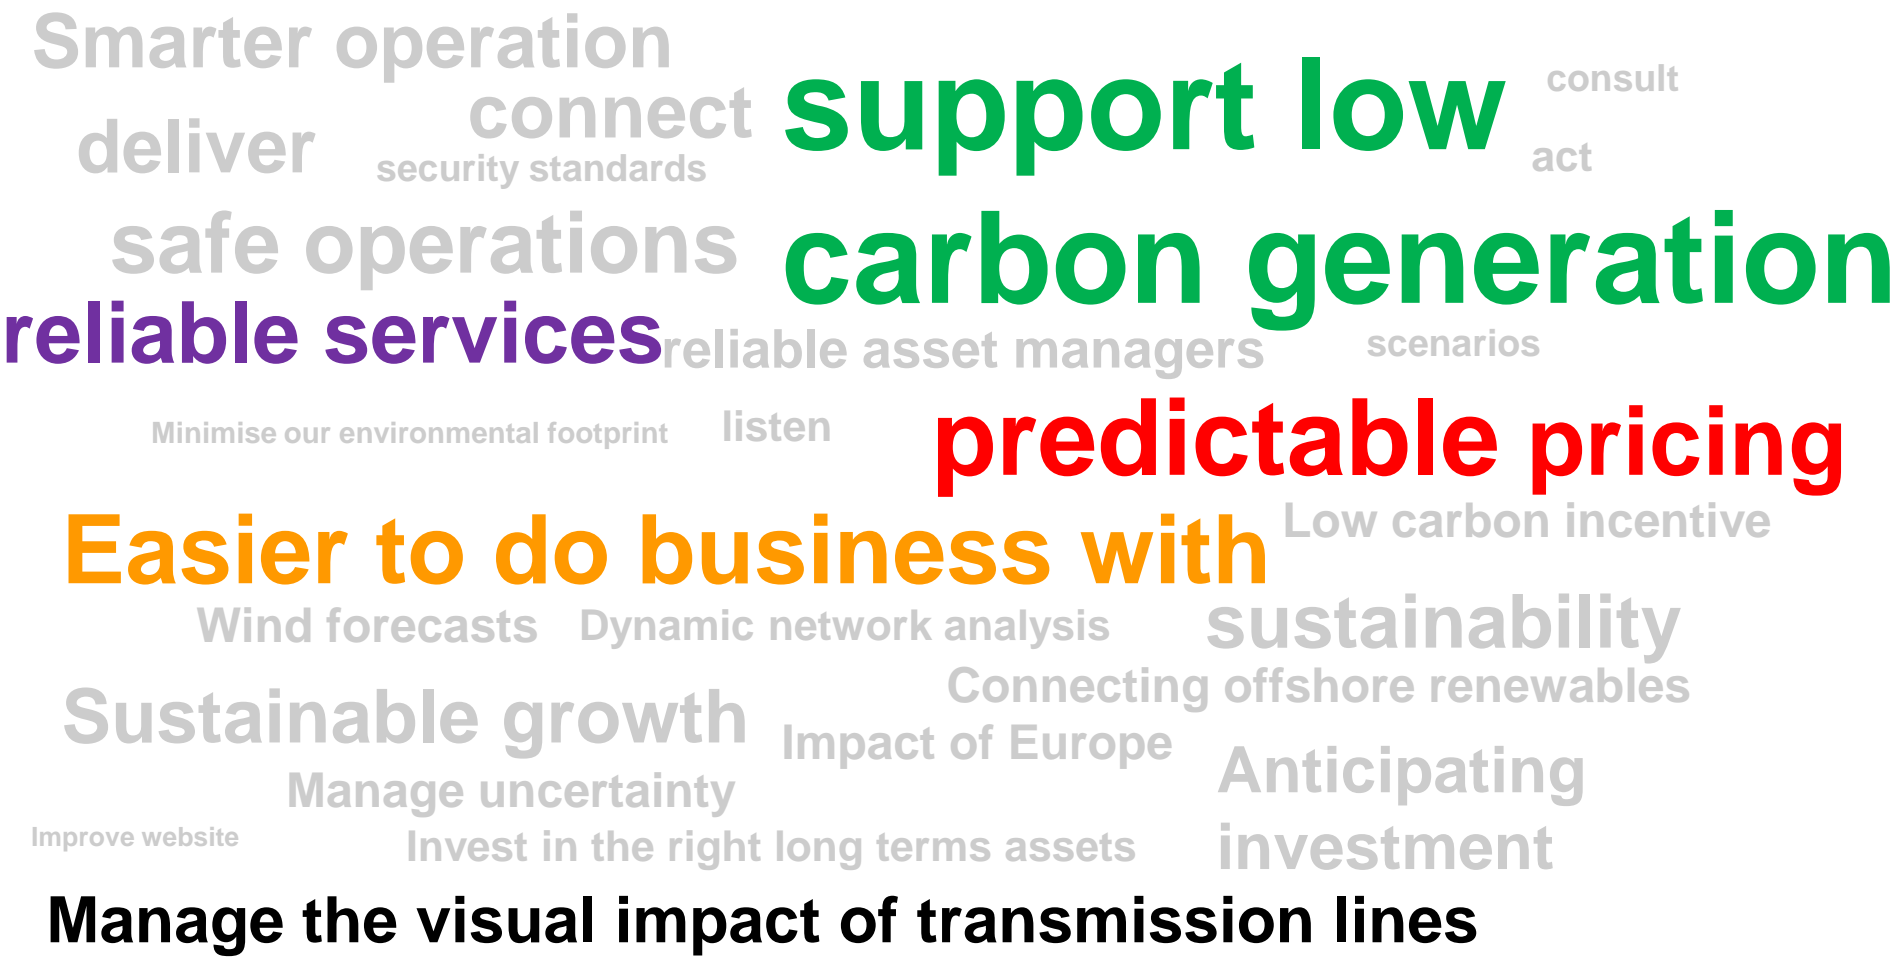 Smarter operation
connect
support low
consult
deliver
security standards
act
safe operations
carbon generation
reliable services
reliable asset managers
scenarios
Minimise our environmental footprint
listen
predictable pricing
Easier to do business with
Low carbon incentive
Wind forecasts
Dynamic network analysis
sustainability
Connecting offshore renewables
Sustainable growth
Impact of Europe
Anticipating
investment
Manage uncertainty
Improve website
Invest in the right long terms assets
Manage the visual impact of transmission lines